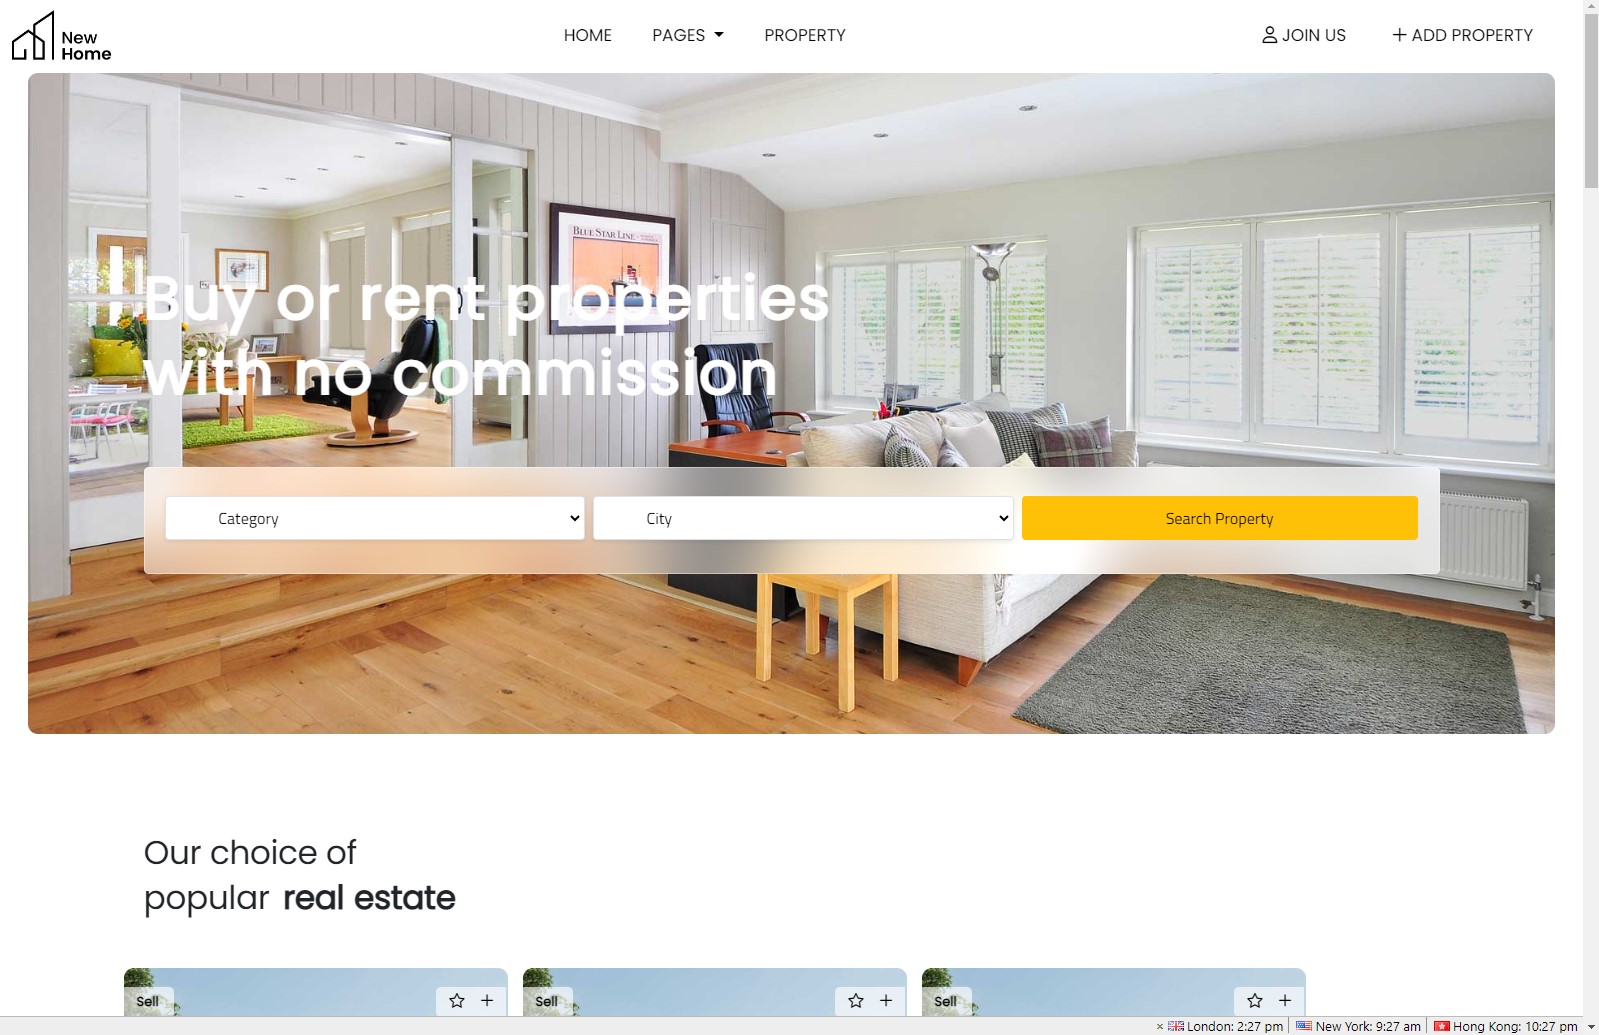 New
Home
HOME
PAGES
PROPERTY
JOIN US
ADD PROPERTY
BLUE STAR LINE
Buy or rent properties
with no commission
Category
City
Search Property
Our choice of
popular real estate
Sell
Sell
Sell
× London: 2:27 pm
New York: 9:27 am
Hong Kong: 10:27 pm